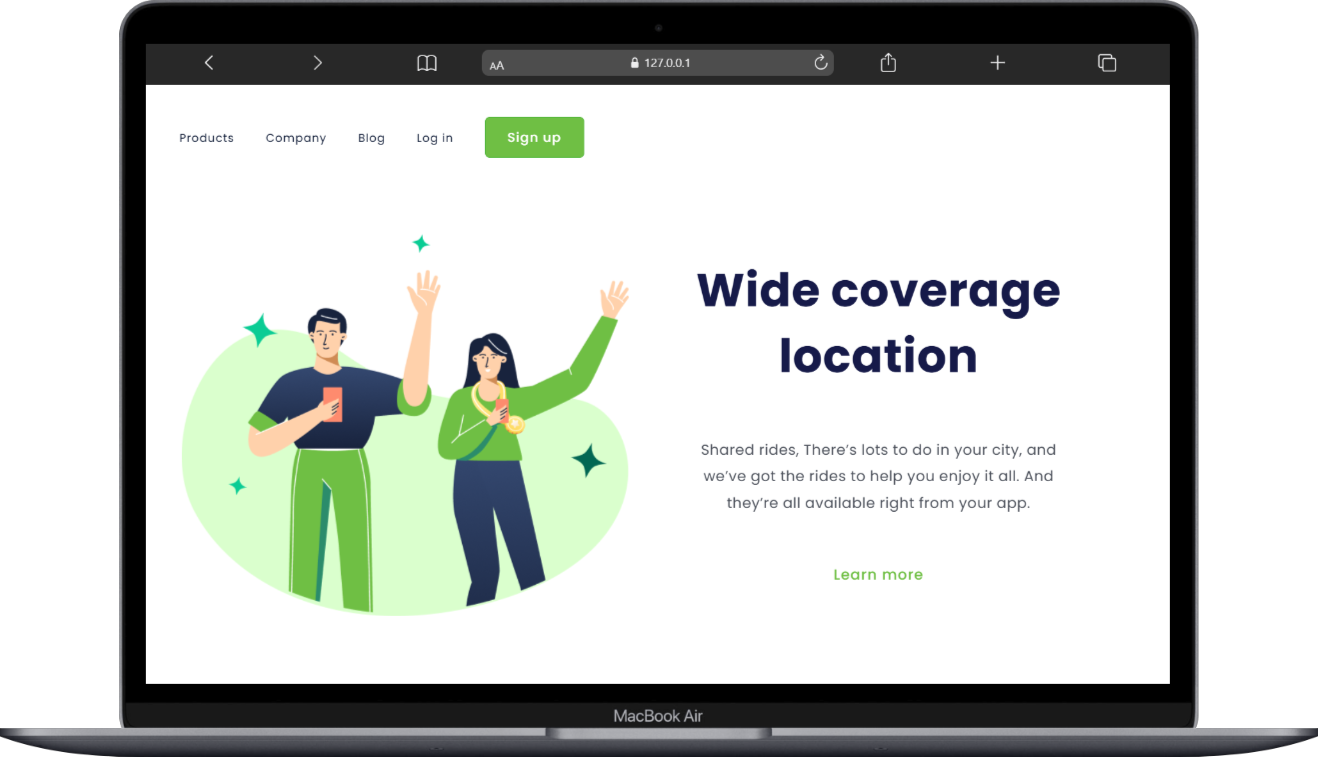 AA
127.0.0.1
Products
Company
Blog
Log in
Sign up
Wide coverage
location
Shared rides, There's lots to do in your city, and
we've got the rides to help you enjoy it all. And
they're all available right from your app.
Learn more
MacBook Air